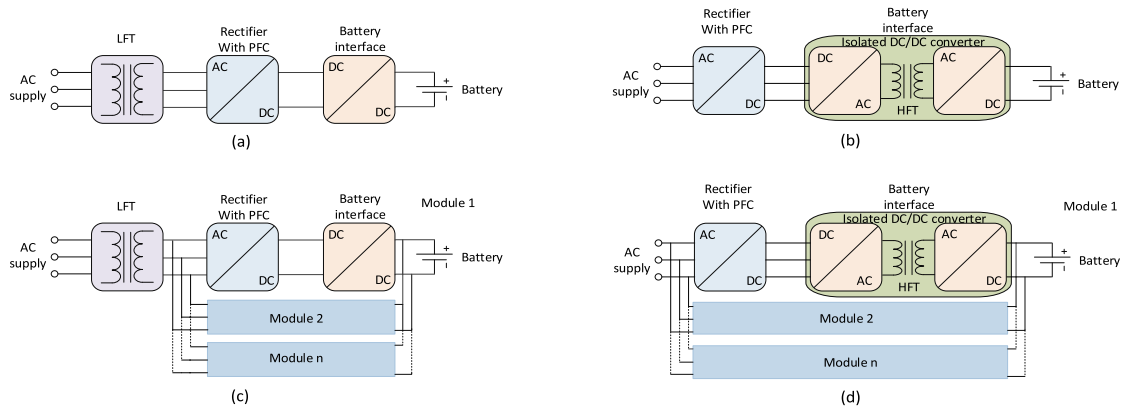 LFT
Rectifier
With PFC
Battery
interface
AC
supply
AC
DC
DC
DC
+
Battery
(a)
Rectifier
With PFC
Battery
interface
Isolated DC/DC converter
AC
supply
AC
DC
DC
AC
HFT
AC
DC
+
Battery
(b)
LFT
Rectifier
With PFC
Battery
interface
Module 1
AC
supply
AC
DC
DC
DC
+
Battery
Module 2
Module n
(c)
Rectifier
With PFC
Battery
interface
Isolated DC/DC converter
Module 1
AC
supply
AC
DC
DC
AC
HFT
AC
DC
+
Battery
Module 2
Module n
(d)